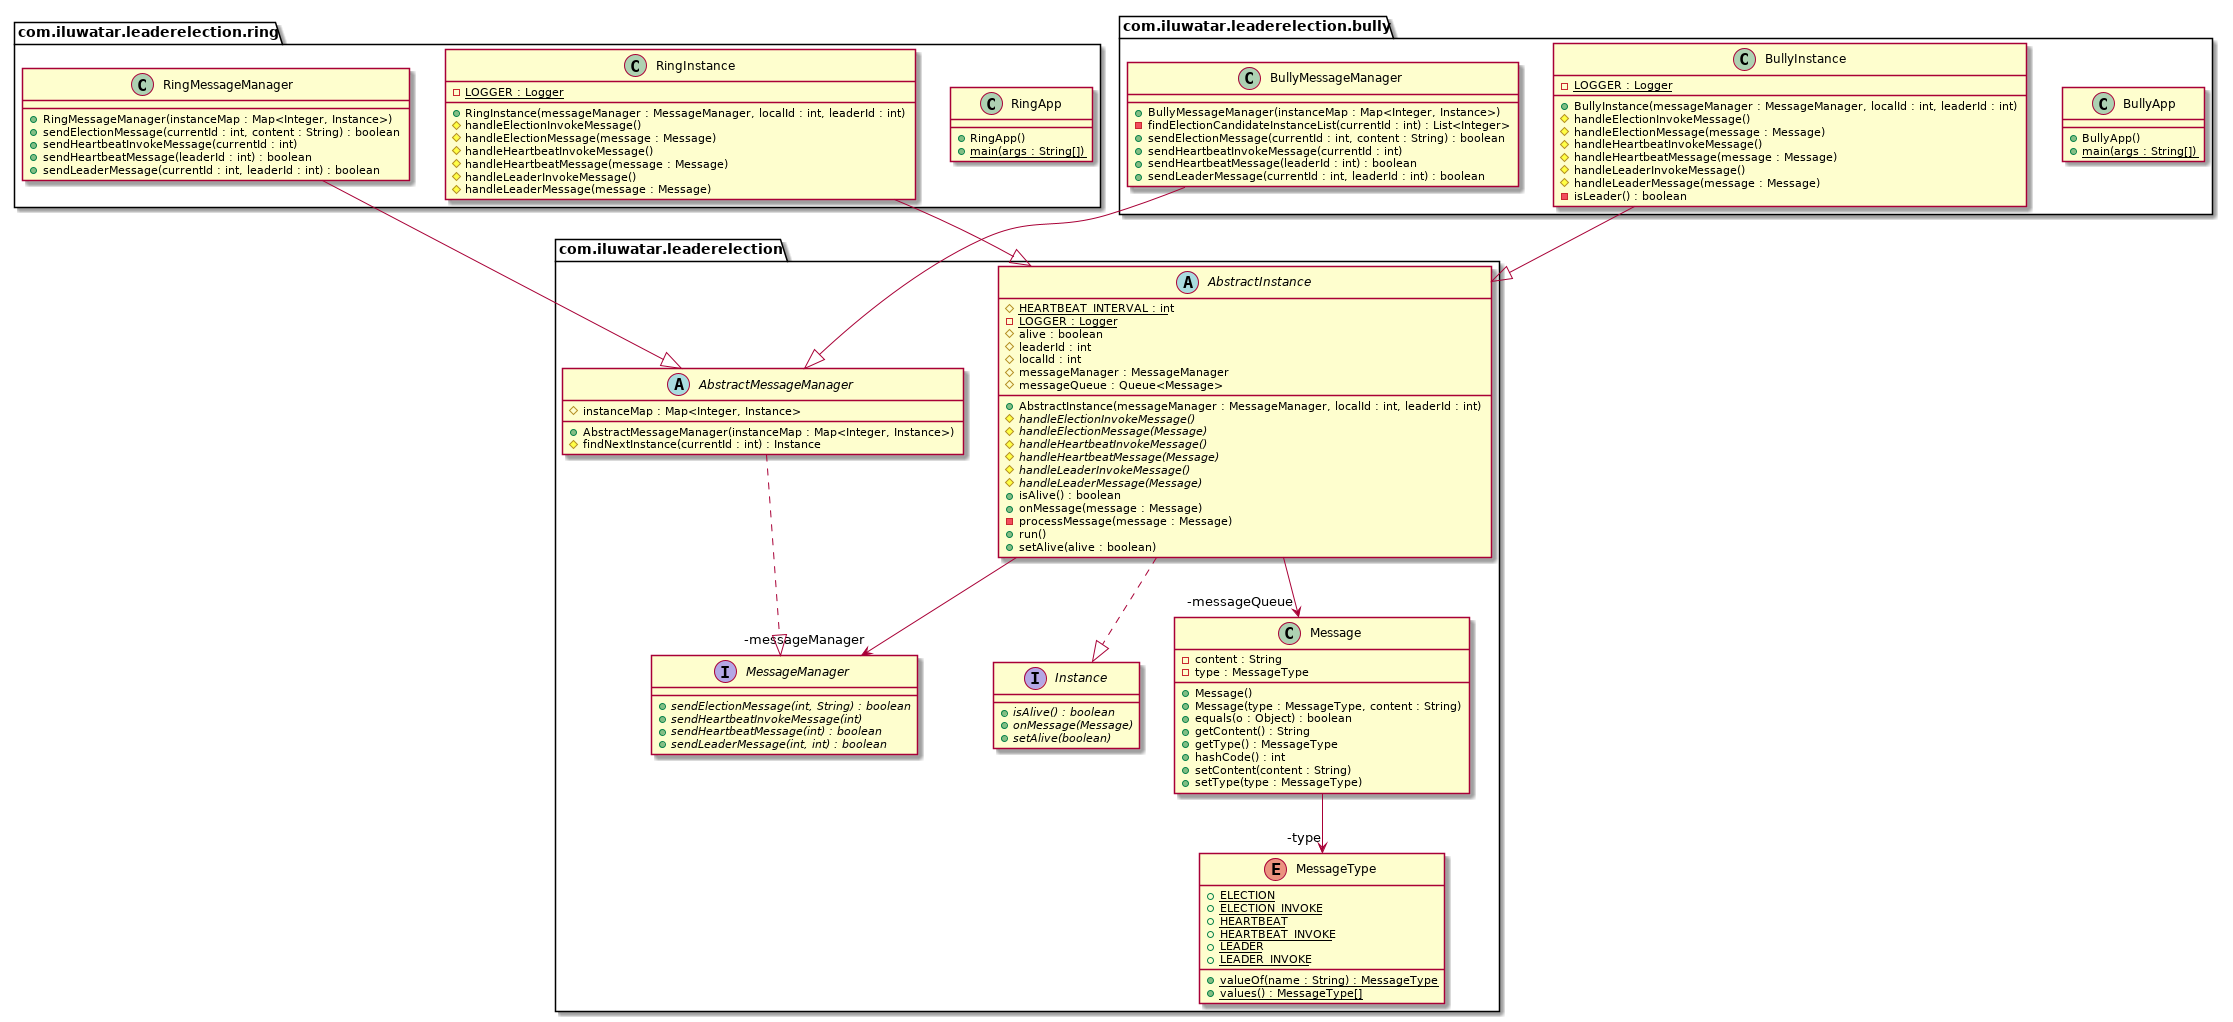 com.iluwatar.leaderelection.ring
RingMessageManager
RingMessageManager(instanceMap : Map<Integer, Instance>)
sendElectionMessage(currentId : int, content : String) : boolean
sendHeartbeatInvokeMessage(currentId : int)
sendHeartbeatMessage(leaderId : int) : boolean
sendLeaderMessage(currentId : int, leaderId : int) : boolean
C
RingInstance
LOGGER : Logger
RingInstance(messageManager : MessageManager, localId : int, leaderId : int)
handleElectionInvokeMessage()
handleElectionMessage(message : Message)
handleHeartbeatInvokeMessage()
handleHeartbeatMessage(message : Message)
handleLeaderInvokeMessage()
handleLeaderMessage(message : Message)
C
RingApp
RingApp()
main(args : String[])
C
com.iluwatar.leaderelection.bully
BullyMessageManager
BullyMessageManager(instanceMap : Map<Integer, Instance>)
findElectionCandidateInstanceList(currentId : int) : List<Integer>
sendElectionMessage(currentId : int, content : String) : boolean
sendHeartbeatInvokeMessage(currentId : int)
sendHeartbeatMessage(leaderId : int) : boolean
sendLeaderMessage(currentId : int, leaderId : int) : boolean
C
BullyInstance
LOGGER : Logger
BullyInstance(messageManager : MessageManager, localId : int, leaderId : int)
handleElectionInvokeMessage()
handleElectionMessage(message : Message)
handleHeartbeatInvokeMessage()
handleHeartbeatMessage(message : Message)
handleLeaderInvokeMessage()
handleLeaderMessage(message : Message)
isLeader() : boolean
C
BullyApp
BullyApp()
main(args : String[])
C
com.iluwatar.leaderelection
AbstractMessageManager
instanceMap : Map<Integer, Instance>
AbstractMessageManager(instanceMap : Map<Integer, Instance>)
findNextInstance(currentId : int) : Instance
A
AbstractInstance
HEARTBEAT_INTERVAL : int
LOGGER : Logger
alive : boolean
leaderId : int
localId : int
messageManager : MessageManager
messageQueue : Queue<Message>
AbstractInstance(messageManager : MessageManager, localId : int, leaderId : int)
handleElectionInvokeMessage()
handleElectionMessage(Message)
handleHeartbeatInvokeMessage()
handleHeartbeatMessage(Message)
handleLeaderInvokeMessage()
handleLeaderMessage(Message)
isAlive() : boolean
onMessage(message : Message)
processMessage(message : Message)
run()
setAlive(alive : boolean)
A
-messageManager
-messageQueue
MessageManager
sendElectionMessage(int, String) : boolean
sendHeartbeatInvokeMessage(int)
sendHeartbeatMessage(int) : boolean
sendLeaderMessage(int, int) : boolean
I
Instance
isAlive() : boolean
onMessage(Message)
setAlive(boolean)
I
Message
content : String
type : MessageType
Message()
Message(type : MessageType, content : String)
equals(o : Object) : boolean
getContent() : String
getType() : MessageType
hashCode() : int
setContent(content : String)
setType(type : MessageType)
C
-type
MessageType
ELECTION
ELECTION_INVOKE
HEARTBEAT
HEARTBEAT_INVOKE
LEADER
LEADER_INVOKE
valueOf(name : String) : MessageType
values() : MessageType[]
E